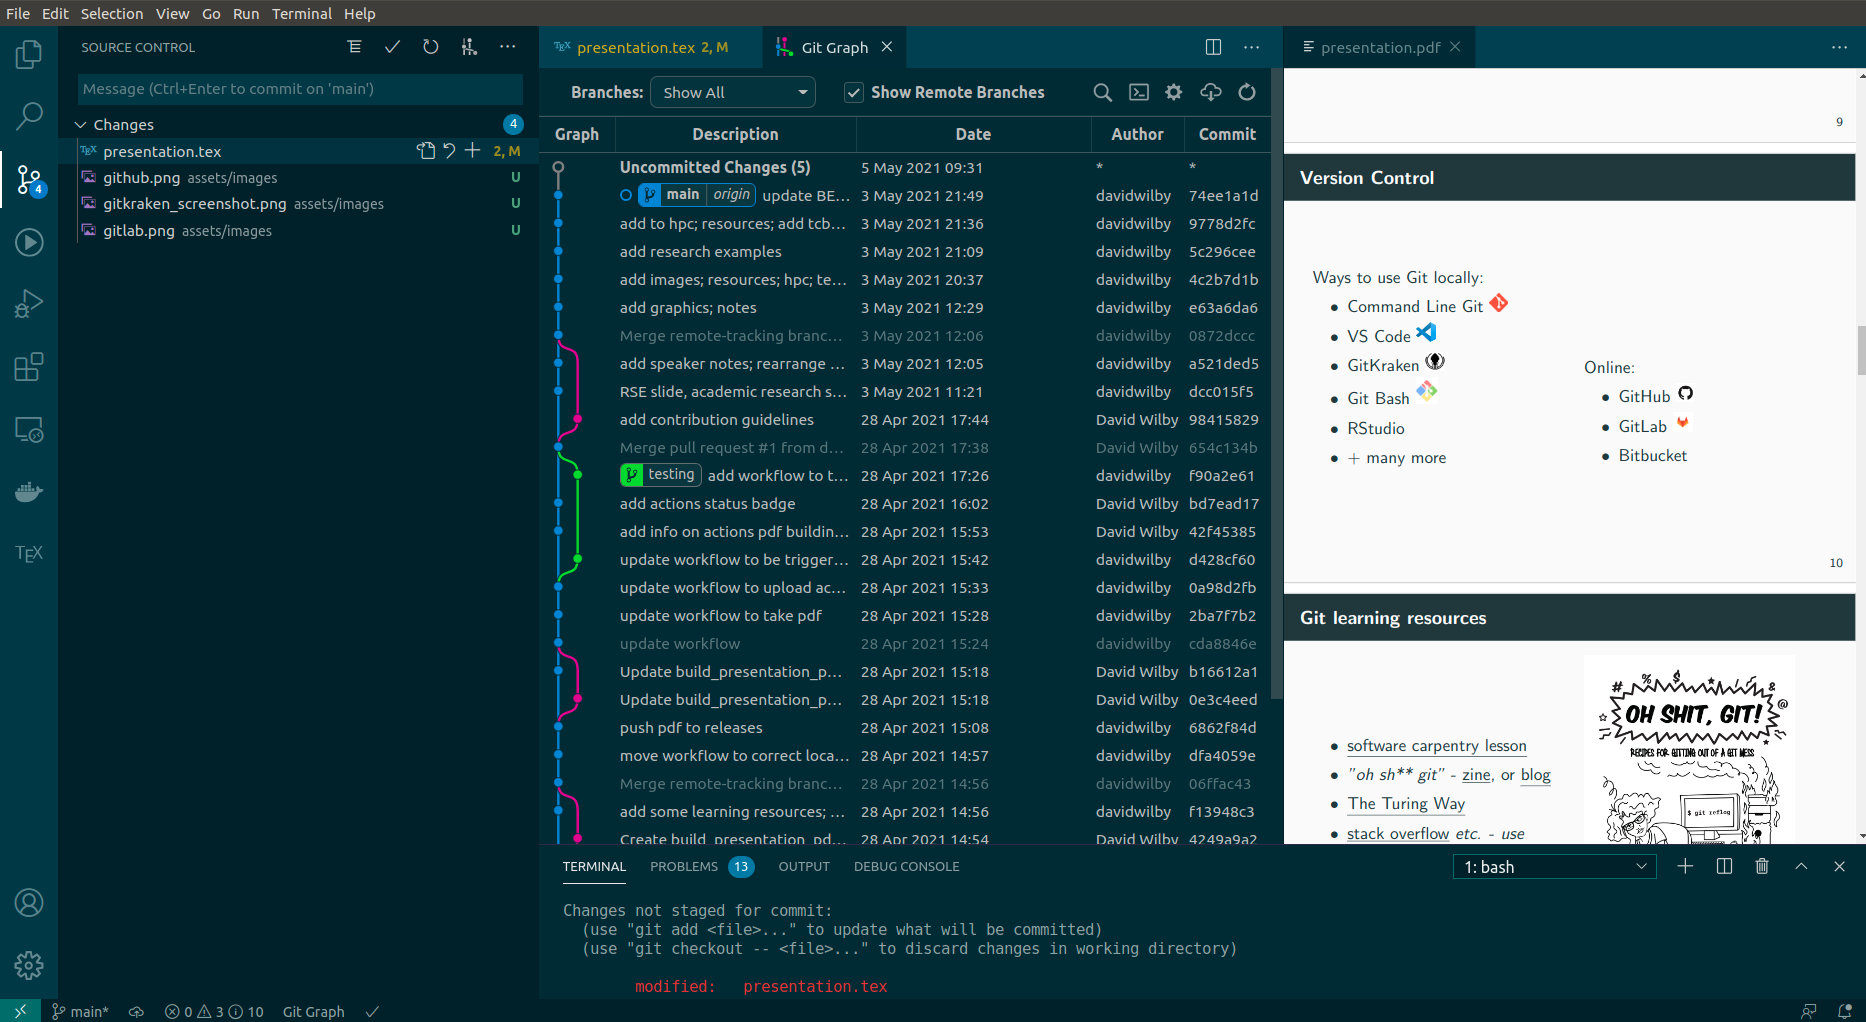 File Edit Selection View Go Run Terminal Help
SOURCE CONTROL
Message (Ctrl+Enter to commit on 'main')
Changes 4
presentation.tex 2, M
github.png assets/images U
gitkraken_screenshot.png assets/images U
gitlab.png assets/images U
4
TEX
presentation.tex 2, M
Git Graph
Branches: Show All Show Remote Branches
Graph Description Date Author Commit
Uncommitted Changes (5) 5 May 2021 09:31 * *
main origin update BE... 3 May 2021 21:49 davidwilby 74ee1a1d
add to hpc; resources; add tcb... 3 May 2021 21:36 davidwilby 9778d2fc
add research examples 3 May 2021 21:09 davidwilby 5c296cee
add images; resources; hpc; te... 3 May 2021 20:37 davidwilby 4c2b7d1b
add graphics; notes 3 May 2021 12:29 davidwilby e63a6da6
Merge remote-tracking branc... 3 May 2021 12:06 davidwilby 0872dccc
add speaker notes; rearrange ... 3 May 2021 12:05 davidwilby a521ded5
RSE slide, academic research s... 3 May 2021 11:21 davidwilby dcc015f5
add contribution guidelines 28 Apr 2021 17:44 David Wilby 98415829
Merge pull request #1 from d... 28 Apr 2021 17:38 David Wilby 654c134b
testing add workflow to t... 28 Apr 2021 17:26 davidwilby f90a2e61
add actions status badge 28 Apr 2021 16:02 David Wilby bd7ead17
add info on actions pdf buildin... 28 Apr 2021 15:53 David Wilby 42f45385
update workflow to be trigger... 28 Apr 2021 15:42 davidwilby d428cf60
update workflow to upload ac... 28 Apr 2021 15:33 davidwilby 0a98d2fb
update workflow to take pdf 28 Apr 2021 15:28 davidwilby 2ba7f7b2
update workflow 28 Apr 2021 15:24 davidwilby cda8846e
Update build_presentation_p... 28 Apr 2021 15:18 David Wilby b16612a1
Update build_presentation_p... 28 Apr 2021 15:18 David Wilby 0e3c4eed
push pdf to releases 28 Apr 2021 15:08 davidwilby 6862f84d
move workflow to correct loca... 28 Apr 2021 14:57 davidwilby dfa4059e
Merge remote-tracking branc... 28 Apr 2021 14:56 davidwilby 06ffac43
add some learning resources; ... 28 Apr 2021 14:56 davidwilby f13948c3
Create build_presentation_pd... 28 Apr 2021 14:54 David Wilby 4249a9a2
presentation.pdf
9
Version Control
Ways to use Git locally:
• Command Line Git
• VS Code
• GitKraken
• Git Bash
• RStudio
• + many more
Online:
• GitHub
• GitLab
• Bitbucket
10
Git learning resources
• software carpentry lesson
• "oh sh** git" - zine, or blog
• The Turing Way
• stack overflow etc. - use
OH SHIT, GIT!
RECIPES FOR GITTING OUT OF A GIT MESS
$ git reflog
TERMINAL PROBLEMS 13 OUTPUT DEBUG CONSOLE 1: bash
Changes not staged for commit:
(use "git add <file>..." to update what will be committed)
(use "git checkout -- <file>..." to discard changes in working directory)
modified: presentation.tex
main* 0 3 10 Git Graph